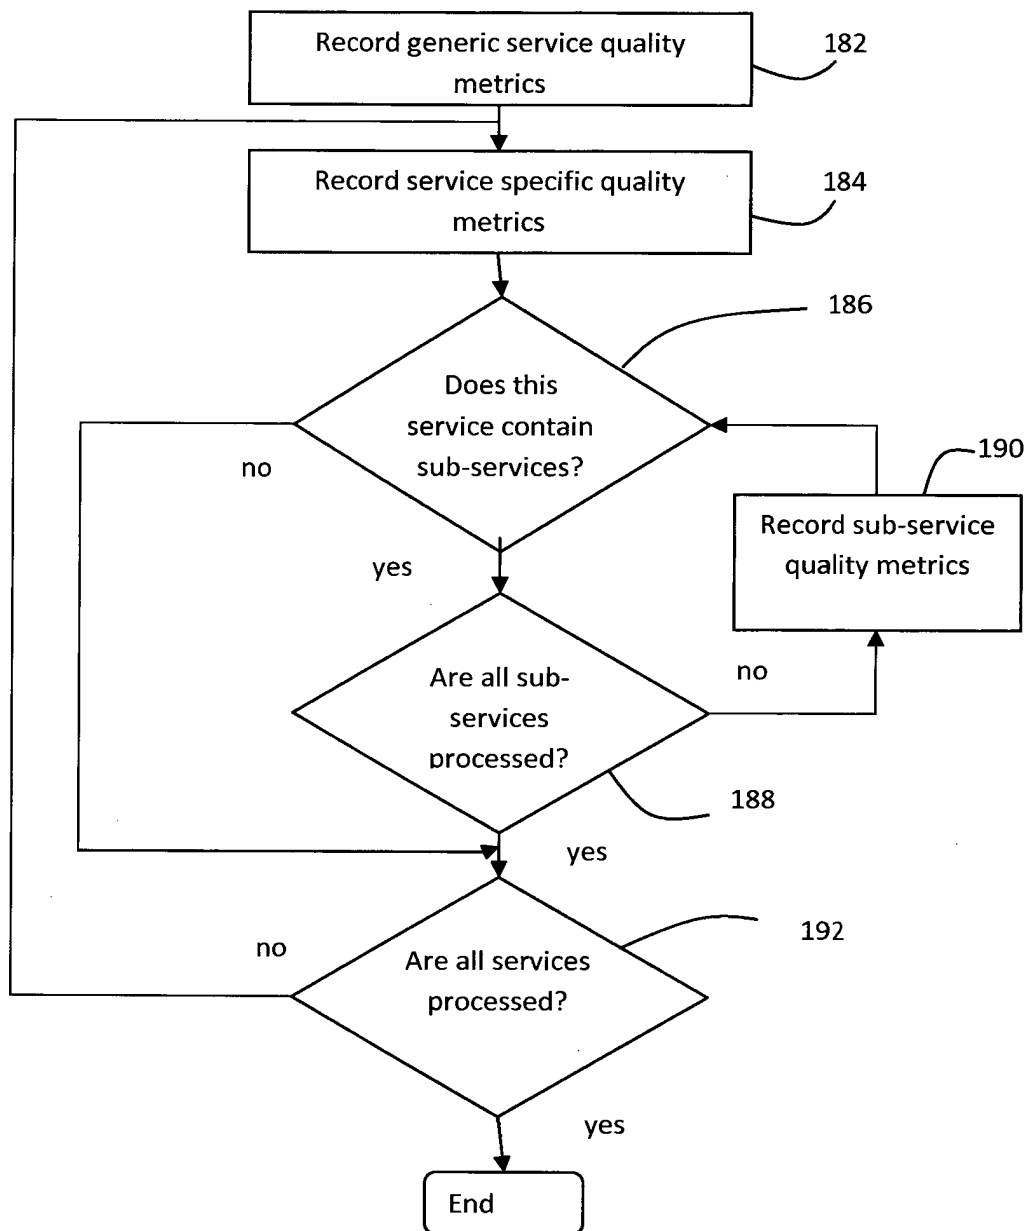 Record generic service quality
metrics
182
Record service specific quality
metrics
184
186
Does this
service contain
sub-services?
no
190
Record sub-service
quality metrics
yes
Are all sub-
services
processed?
no
188
yes
192
no
Are all services
processed?
yes
End